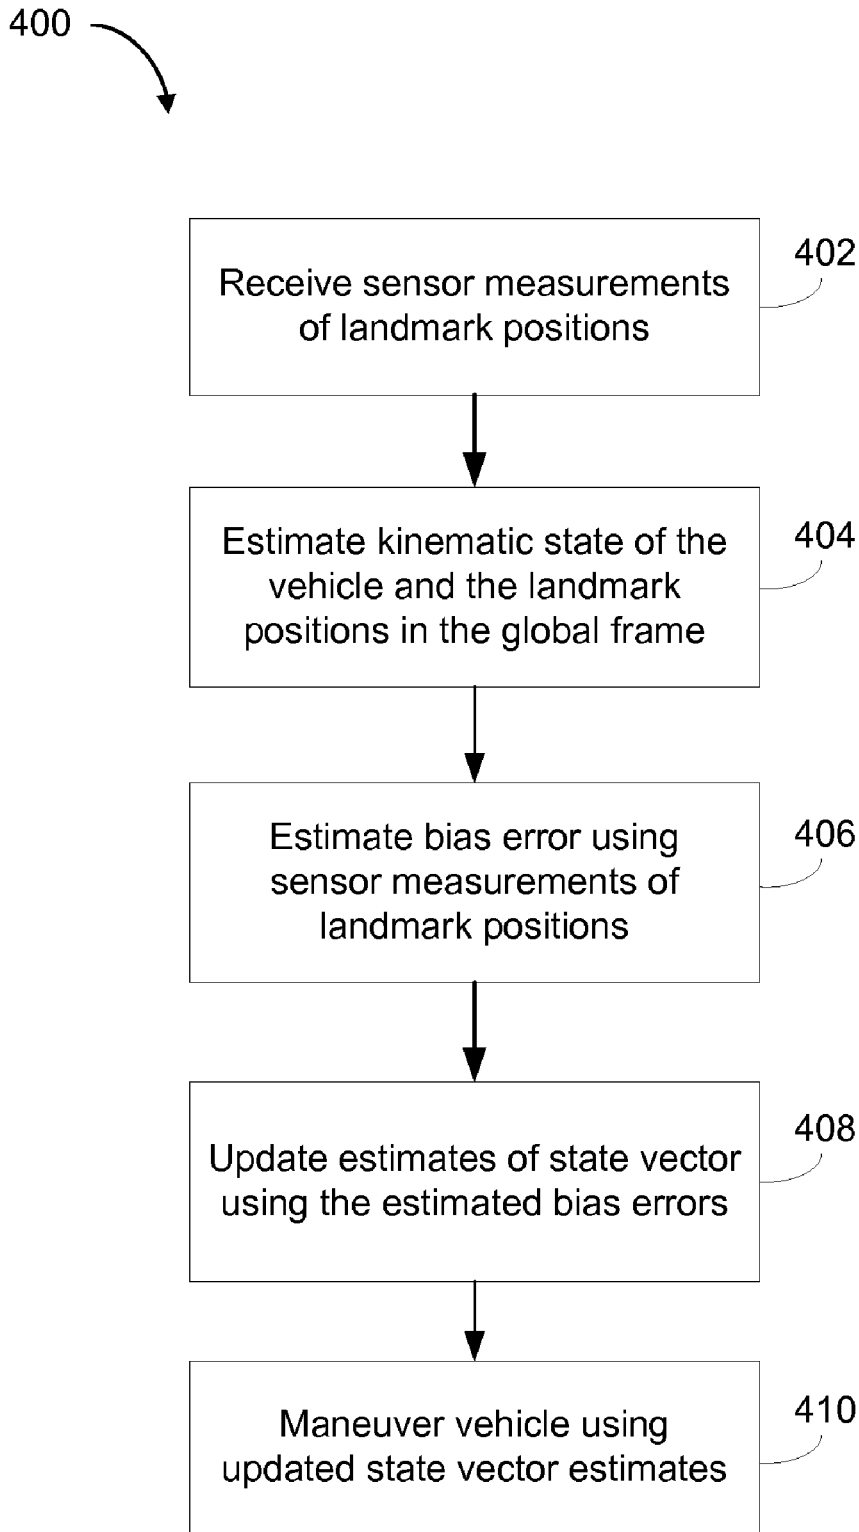 400
402
Receive sensor measurements
of landmark positions
404
Estimate kinematic state of the
vehicle and the landmark
positions in the global frame
406
Estimate bias error using
sensor measurements of
landmark positions
408
Update estimates of state vector
using the estimated bias errors
410
Maneuver vehicle using
updated state vector estimates